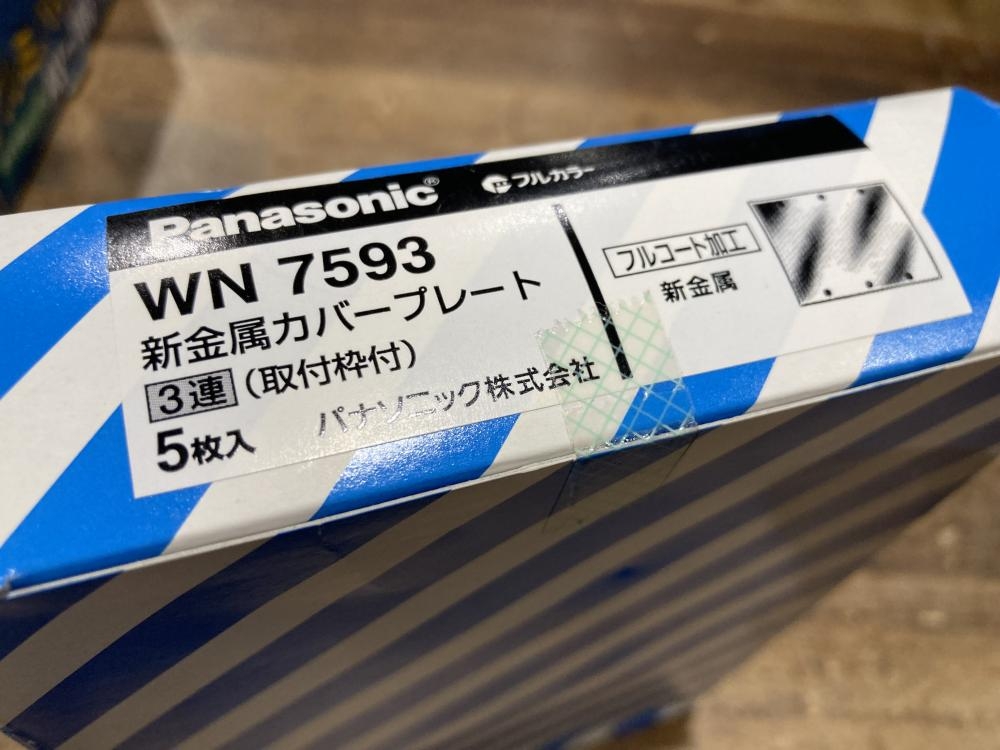 Panasonic® フルカラー
WN 7593
新金属カバープレート
3連 (取付枠付)
5枚入
パナソニック株式会社
フルコート加工
新金属